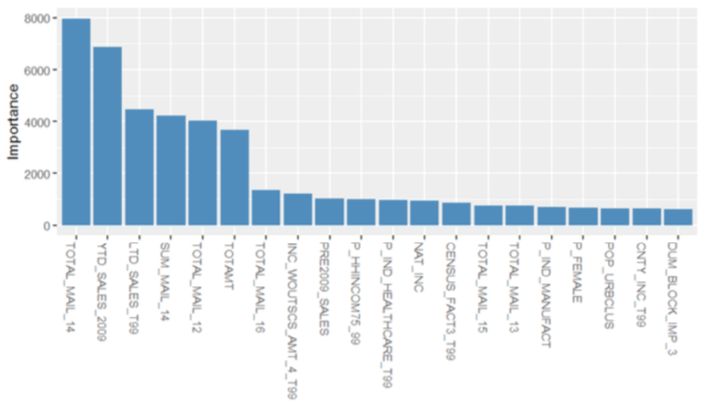 8000
6000
4000
2000
0
Importance
TOTAL_MAIL_14
YTD_SALES_2009
LTD_SALES_T99
SUM_MAIL_14
TOTAL_MAIL_12
TOTAMT
TOTAL_MAIL_16
INC_WOUTSCS_AMT_4_T99
PRE2009_SALES
P_HHINCOM75_99
P_IND_HEALTHCARE_T99
NAT_INC
CENSUS_FACT3_T99
TOTAL_MAIL_15
TOTAL_MAIL_13
P_IND_MANUFACT
P_FEMALE
POP_URBCLUS
CNTY_INC_T99
DUM_BLOCK_IMP_3